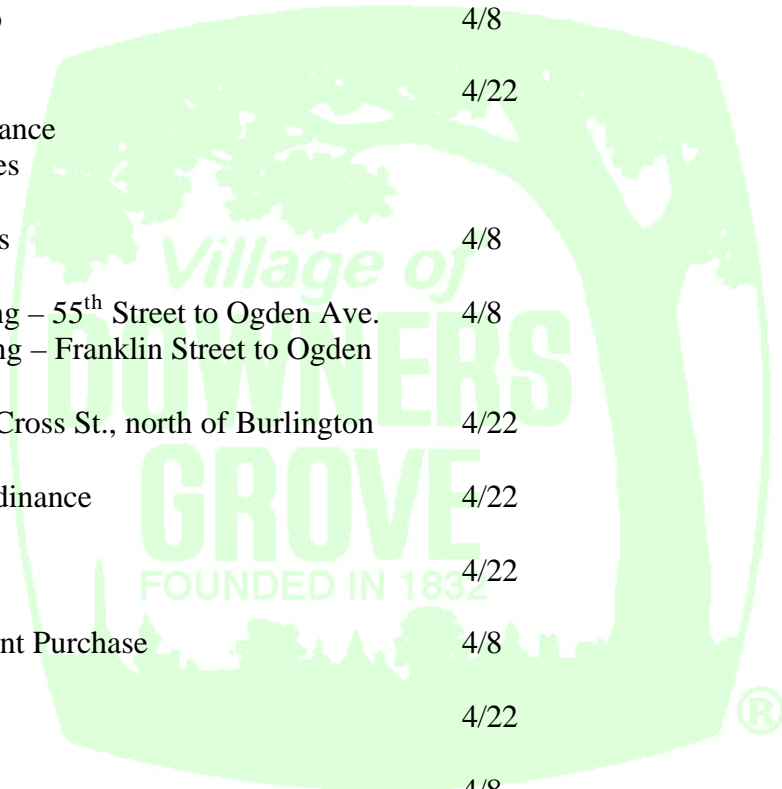 4/8
4/22
ance
es
s 4/8
ng – 55th Street to Ogden Ave. 4/8
ng – Franklin Street to Ogden
Cross St., north of Burlington 4/22
dinance 4/22
4/22
nt Purchase 4/8
4/22
4/8
Village of
DOWNERS
GROVE
FOUNDED IN 1832
®